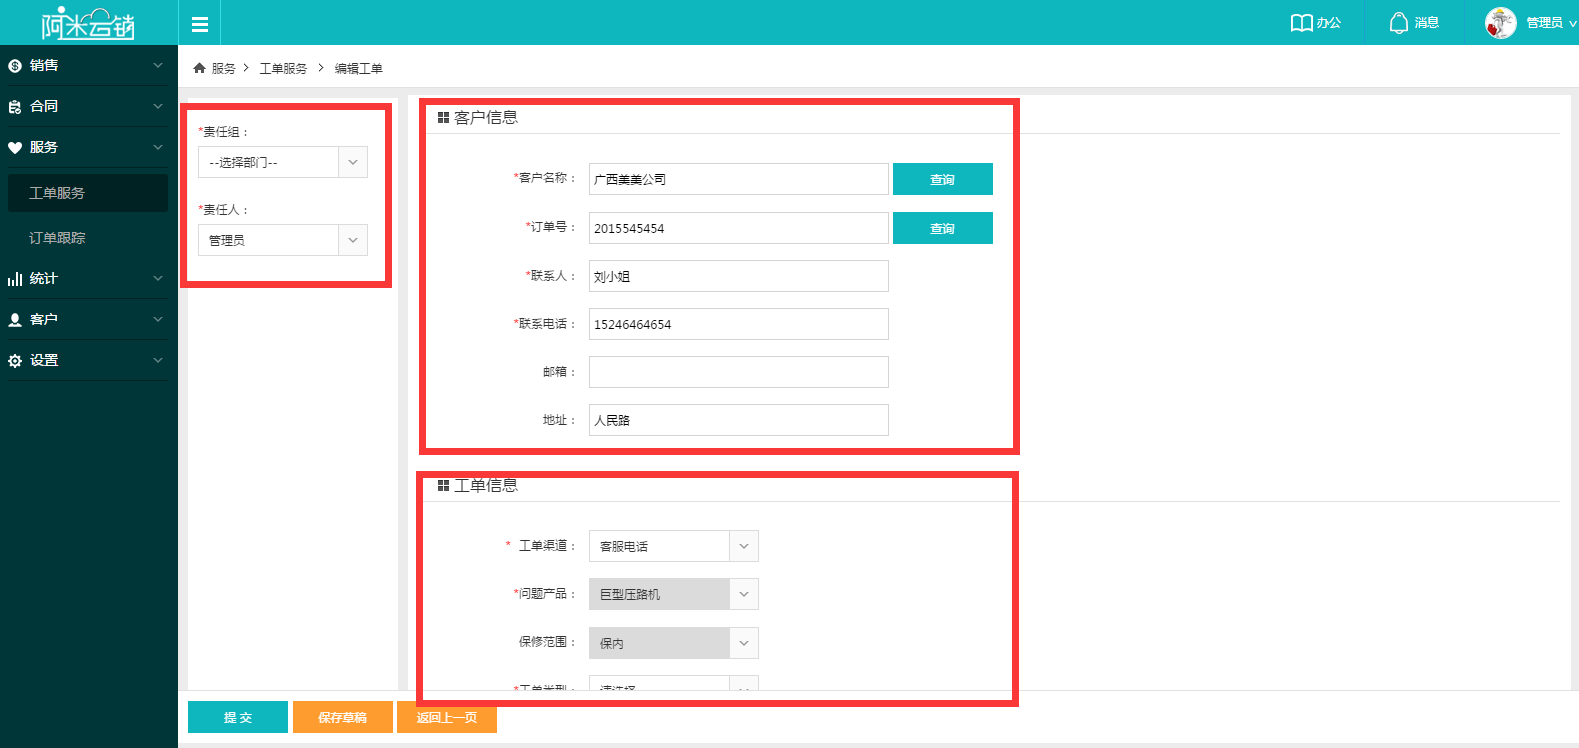 阿米云销
办公
消息
管理员
销售
合同
服务
工单服务
订单跟踪
统计
客户
设置
服务 > 工单服务 > 编辑工单
*责任组：
--选择部门--
*责任人：
管理员
客户信息
*客户名称： 广西美美公司 查询
*订单号： 2015545454 查询
*联系人： 刘小姐
*联系电话： 15246464654
邮箱：
地址： 人民路
工单信息
* 工单渠道： 客服电话
*问题产品： 巨型压路机
保修范围： 保内
*工单类型： 请选择
提 交 保存草稿 返回上一页